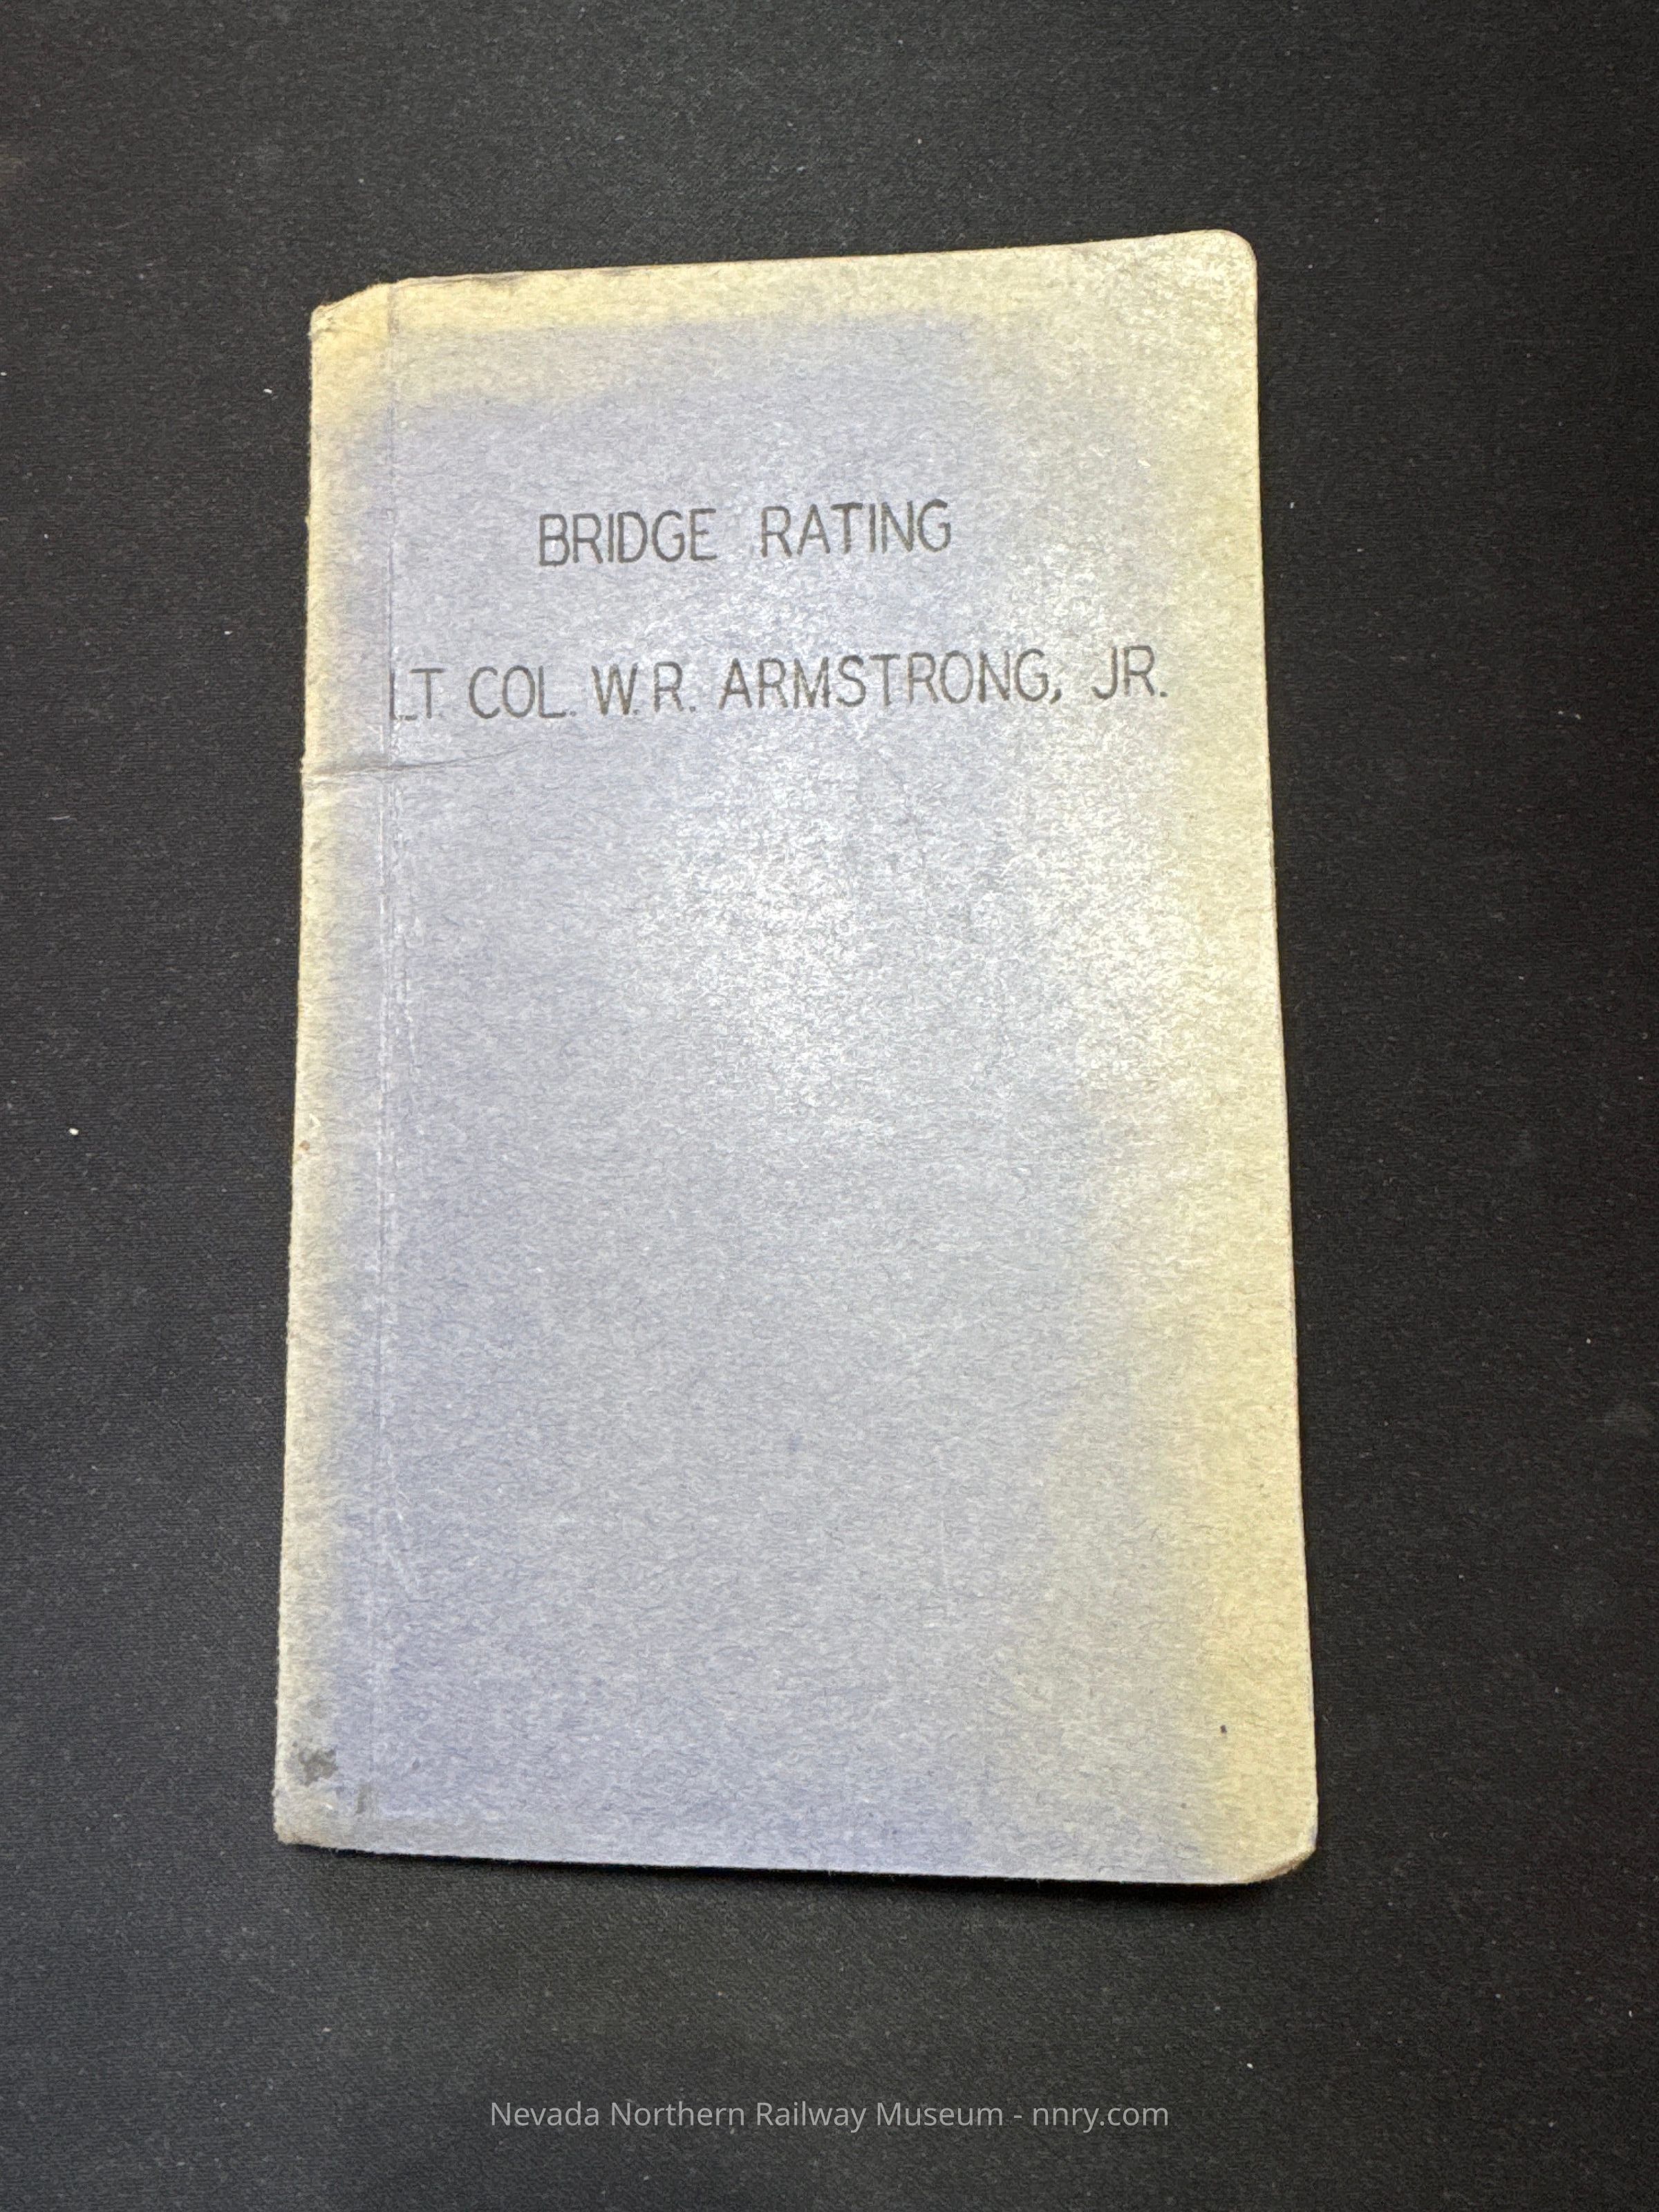 BRIDGE RATING
LT. COL. W.R. ARMSTRONG, JR.
Nevada Northern Railway Museum - nnry.com